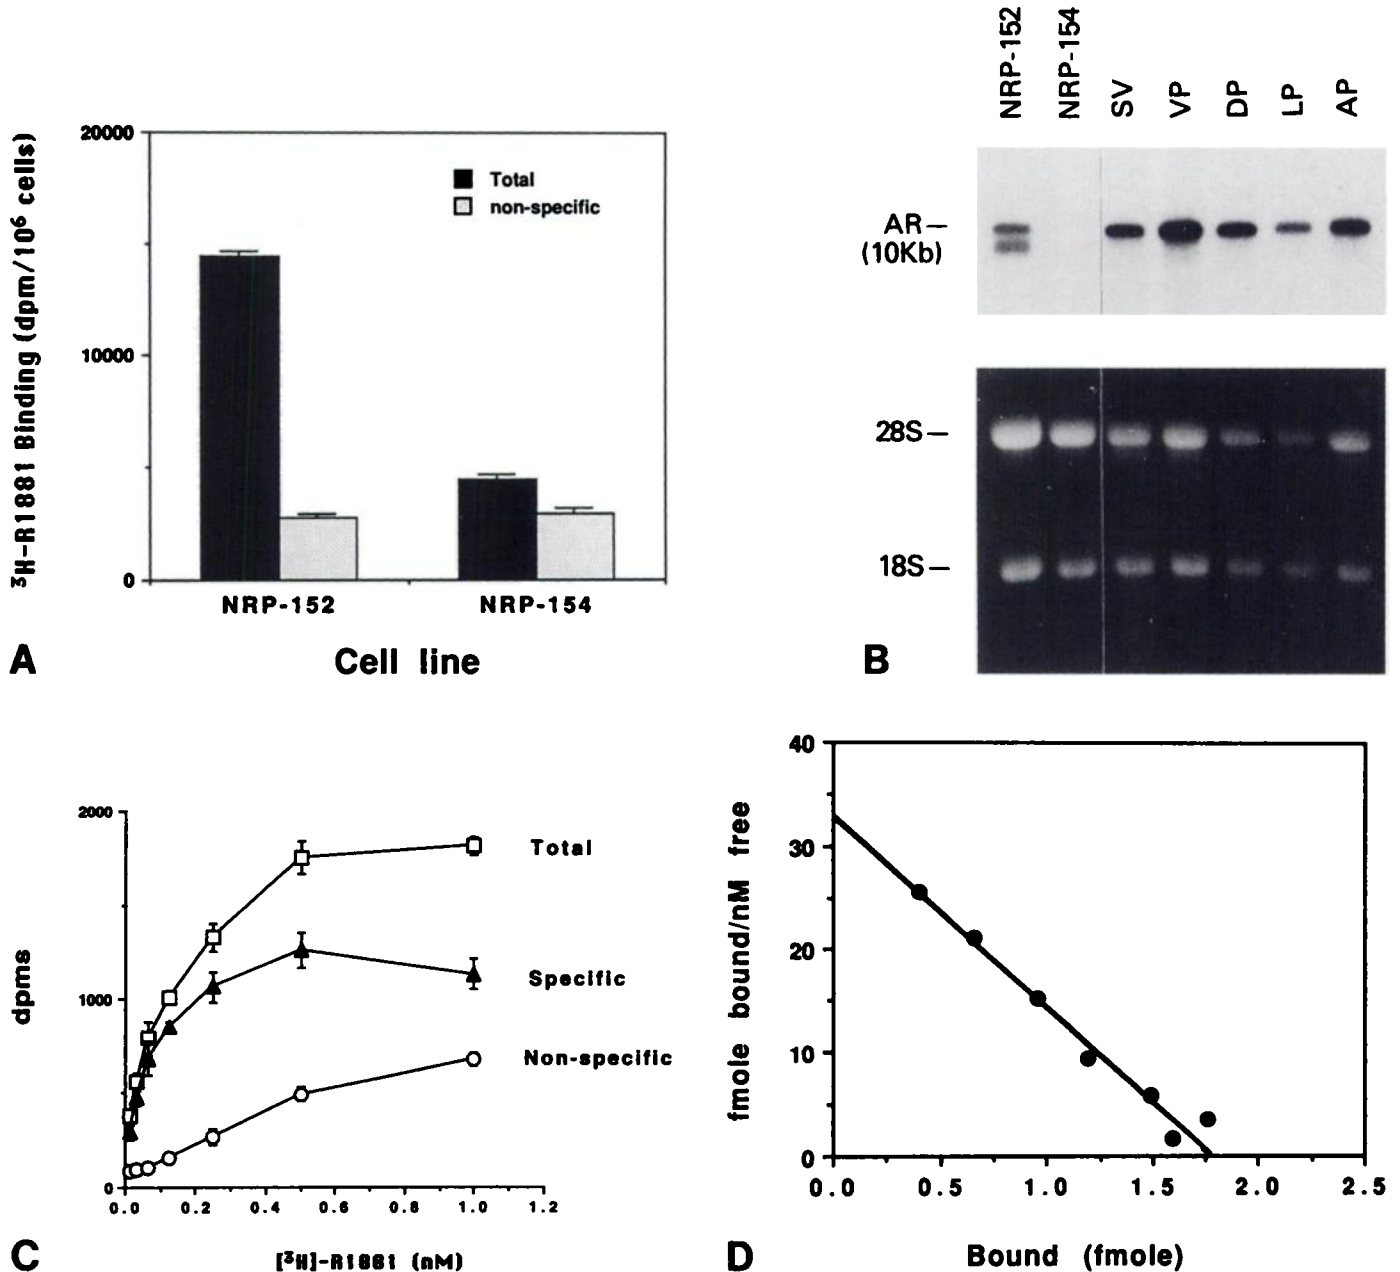 20000
10000
0
³H-R1881 Binding (dpm/10⁶ cells)
Total
non-specific
NRP-152
NRP-154
Cell line
A
NRP-152
NRP-154
SV
VP
DP
LP
AP
AR–
(10Kb)
28S–
18S–
B
2000
1000
0
dpms
Total
Specific
Non-specific
0.0 0.2 0.4 0.6 0.8 1.0 1.2
[³H]-R1881 (nM)
C
40
30
20
10
0
fmole bound/nM free
0.0 0.5 1.0 1.5 2.0 2.5
Bound (fmole)
D